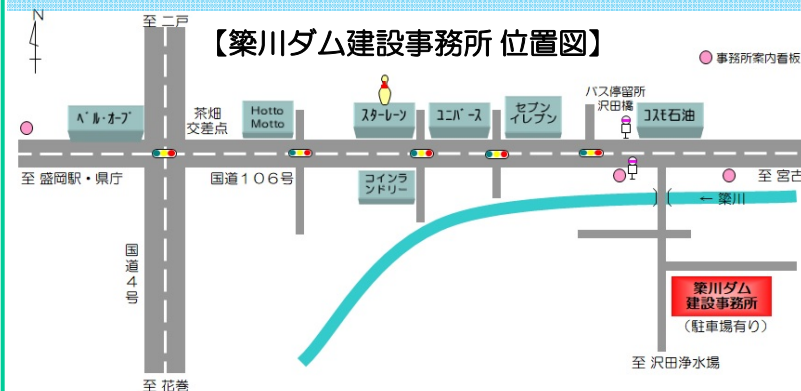 N
至 二戸
【簗川ダム建設事務所 位置図】
事務所案内看板
ベル・オーブ
茶畑
交差点
Hotto
Motto
スターレーン
ユニバース
セブン
イレブン
バス停留所
沢田橋
コスモ石油
至 盛岡駅・県庁
国道106号
コインラ
ンドリー
至 宮古
← 簗川
国道4号
簗川ダム
建設事務所
(駐車場有り)
至 沢田浄水場
至 花巻